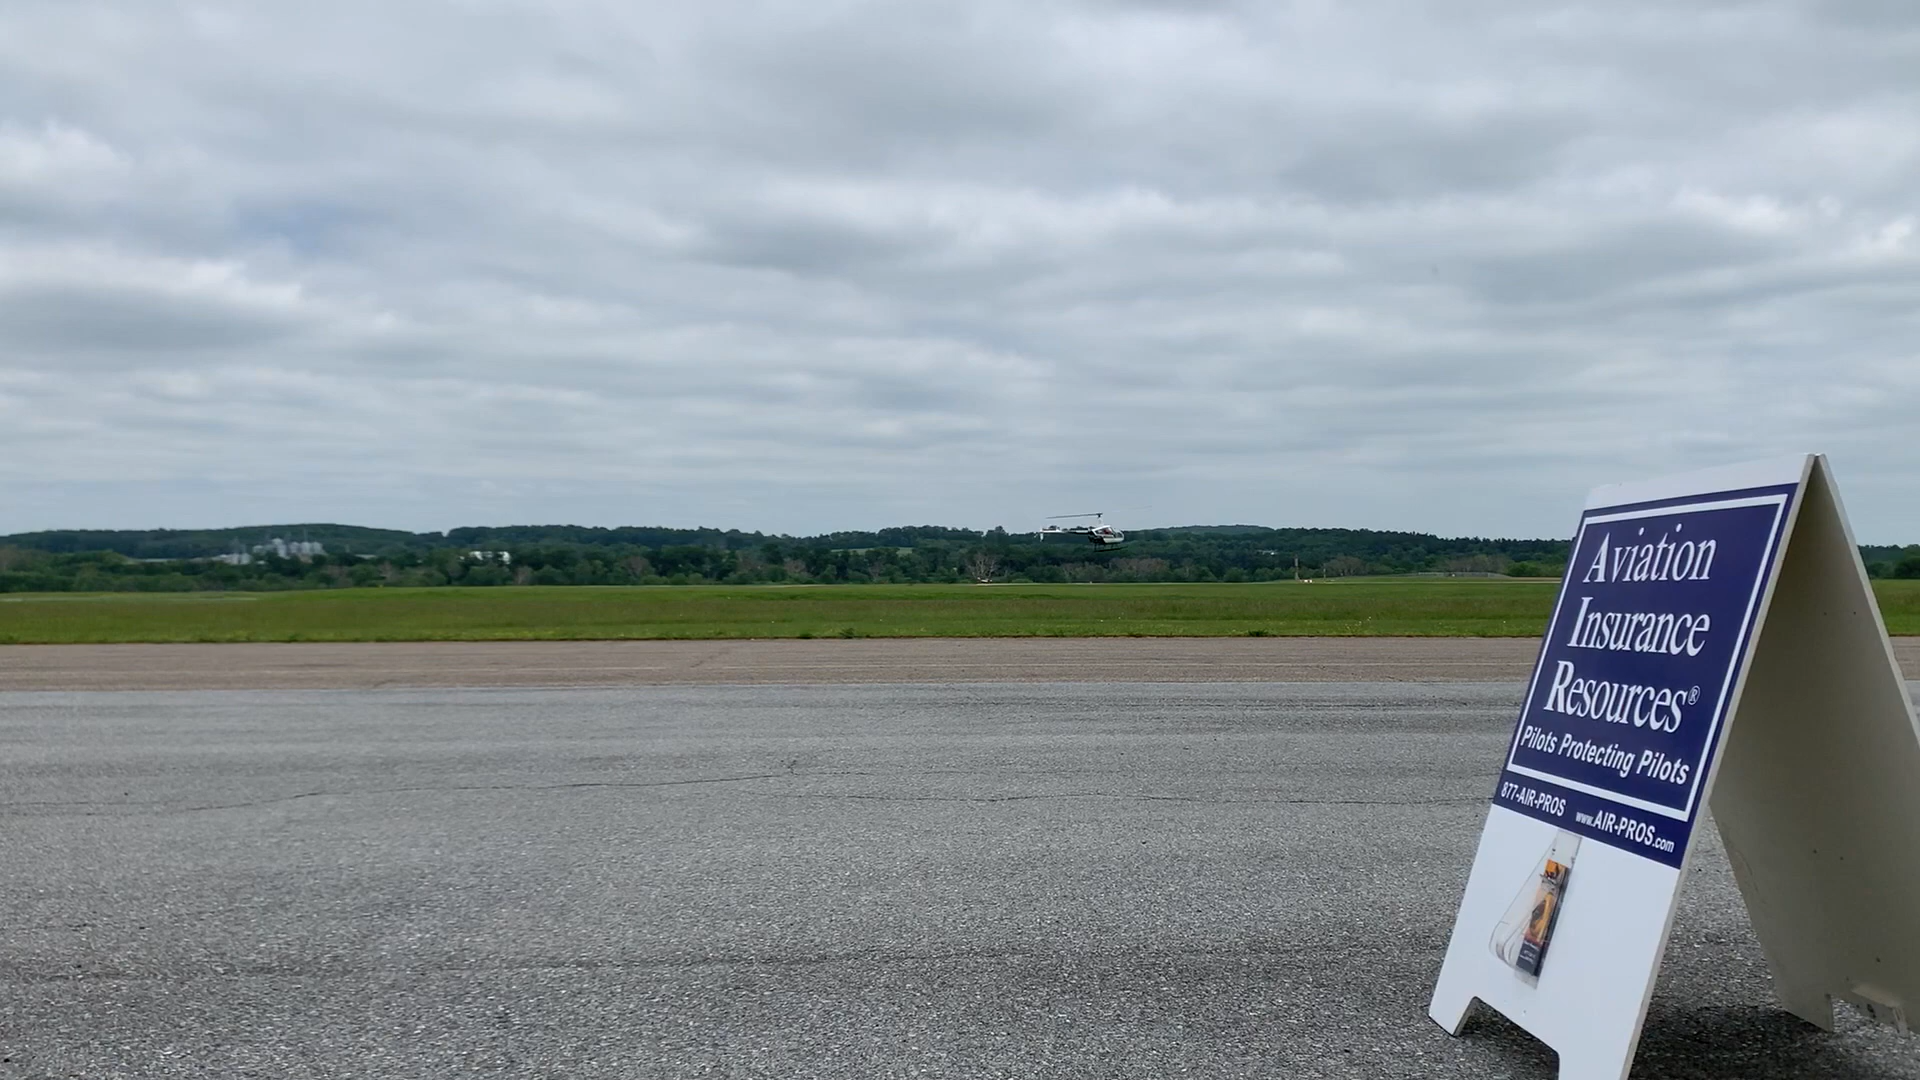 Aviation
Insurance
Resources®
Pilots Protecting Pilots
877-AIR-PROS www.AIR-PROS.com